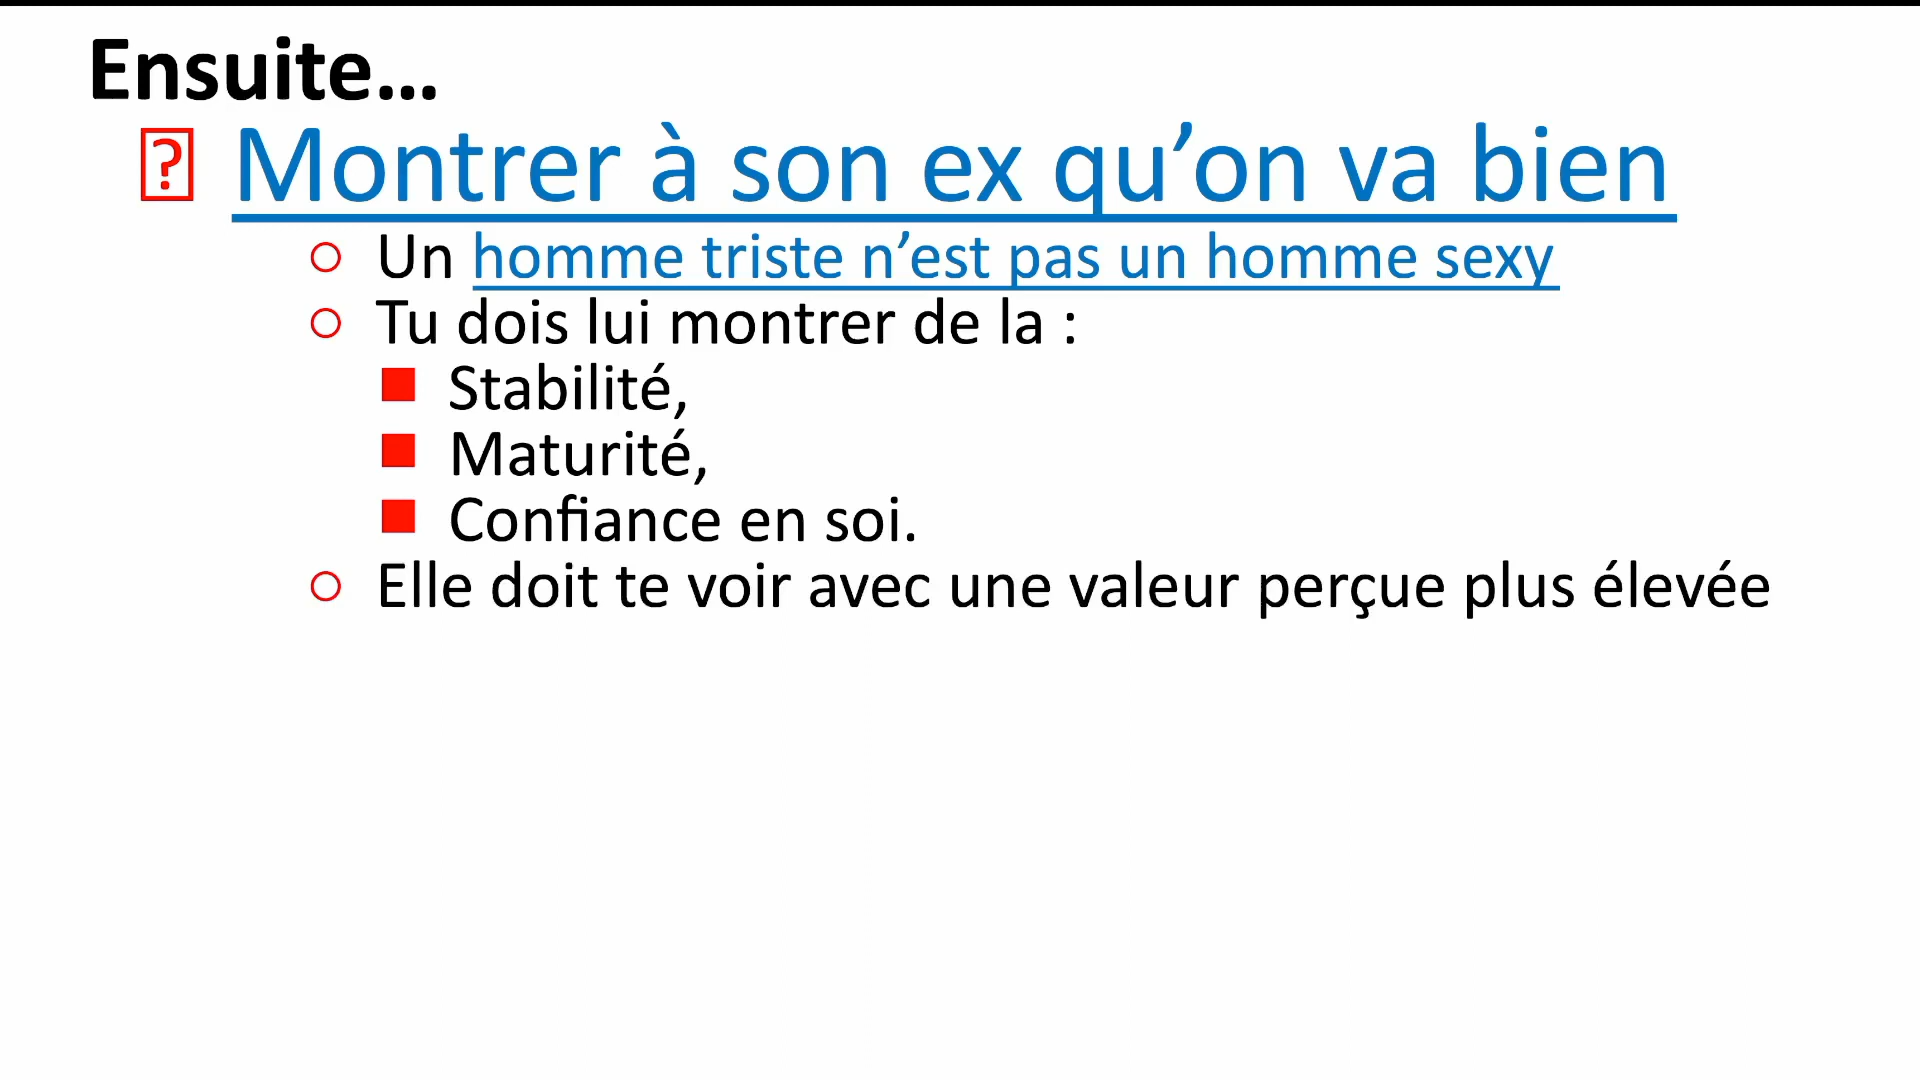 Ensuite...
Montrer à son ex qu’on va bien
Un homme triste n’est pas un homme sexy
Tu dois lui montrer de la :
Stabilité,
Maturité,
Confiance en soi.
Elle doit te voir avec une valeur perçue plus élevée